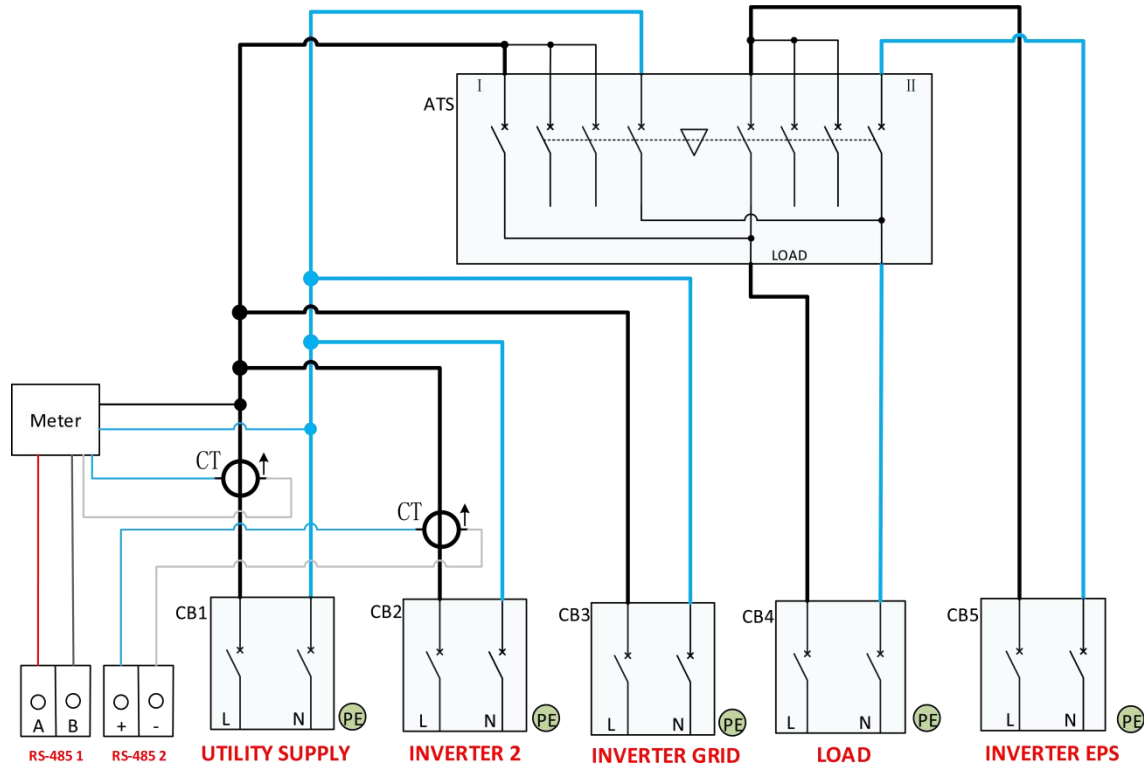 I
II
ATS
LOAD
Meter
CT
CT
CB1
CB2
CB3
CB4
CB5
A B + -
L N PE
L N PE
L N PE
L N PE
L N PE
RS-485 1
RS-485 2
UTILITY SUPPLY
INVERTER 2
INVERTER GRID
LOAD
INVERTER EPS